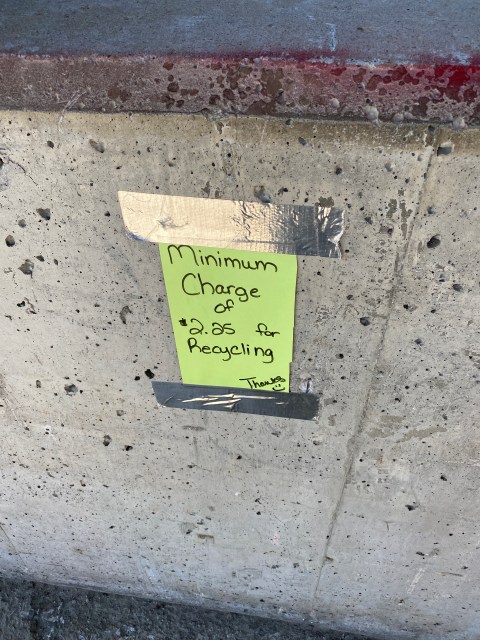 Minimum
Charge
of
$2.25 for
Recycling
Thanks